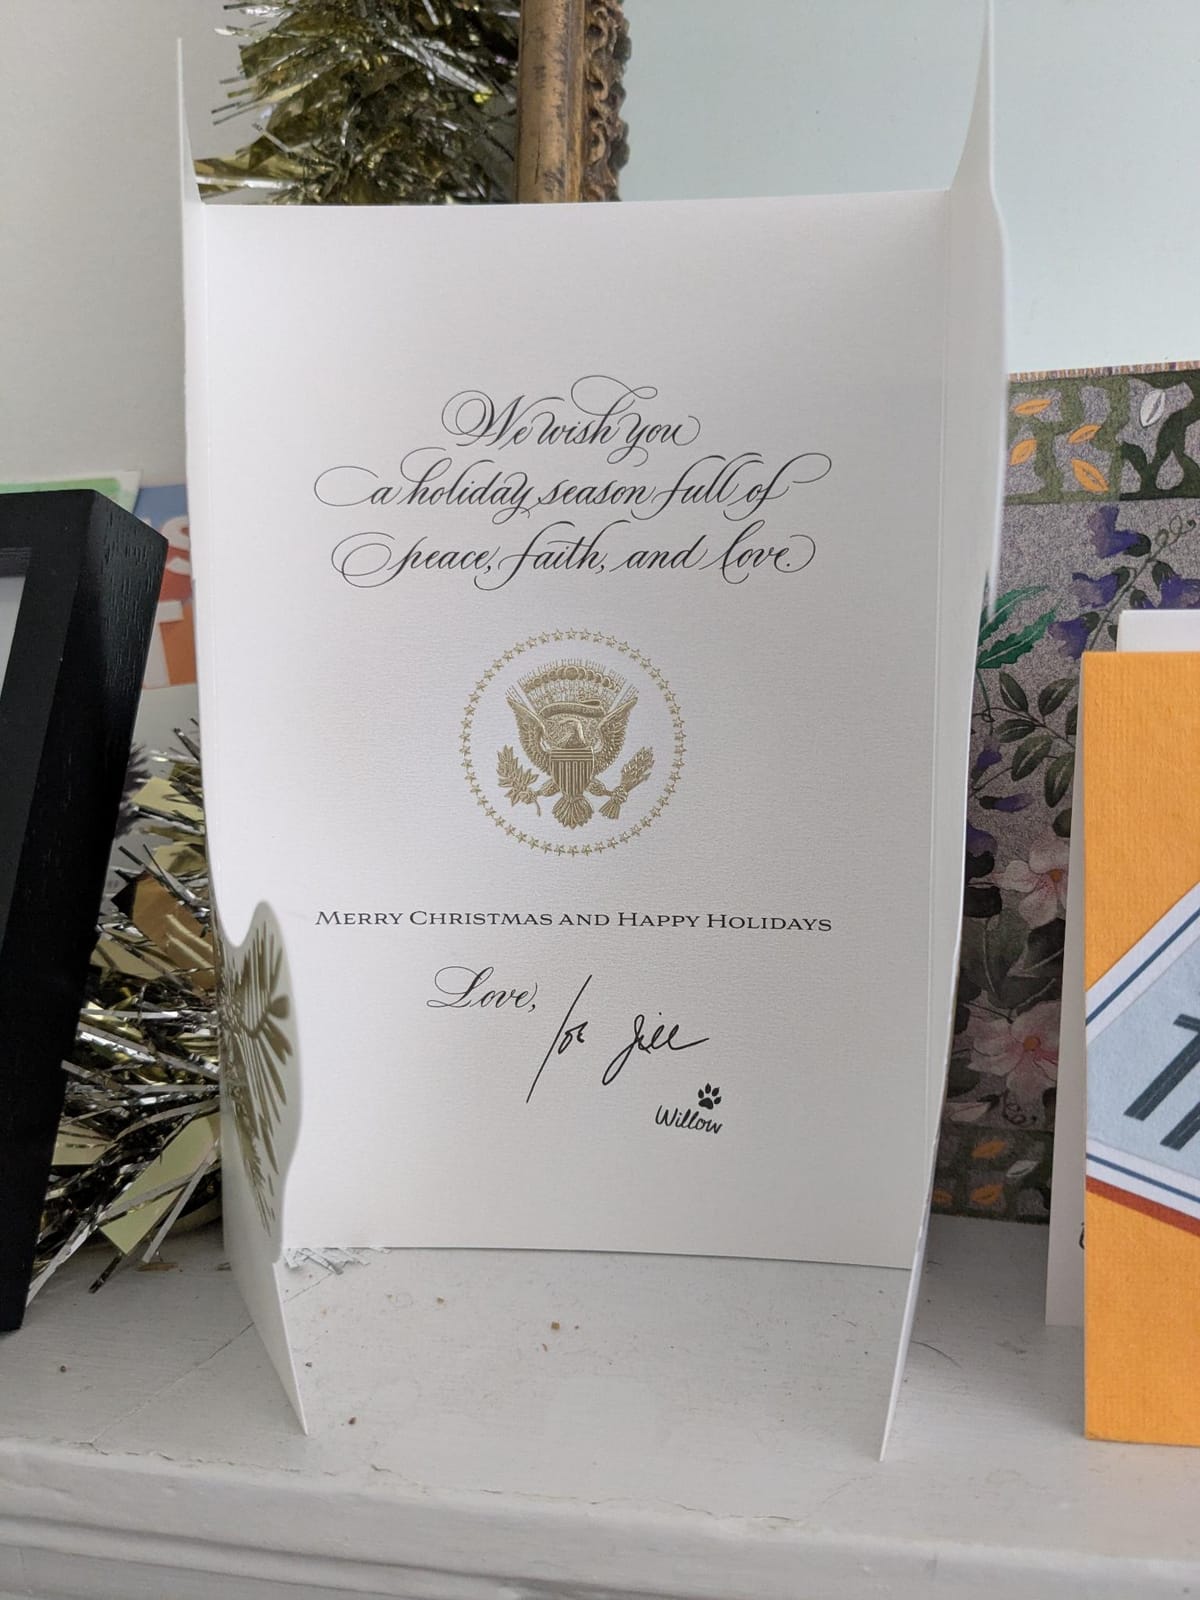 We wish you
a holiday season full of
peace, faith, and love.
MERRY CHRISTMAS AND HAPPY HOLIDAYS
Love,
Joe Jill
Willow